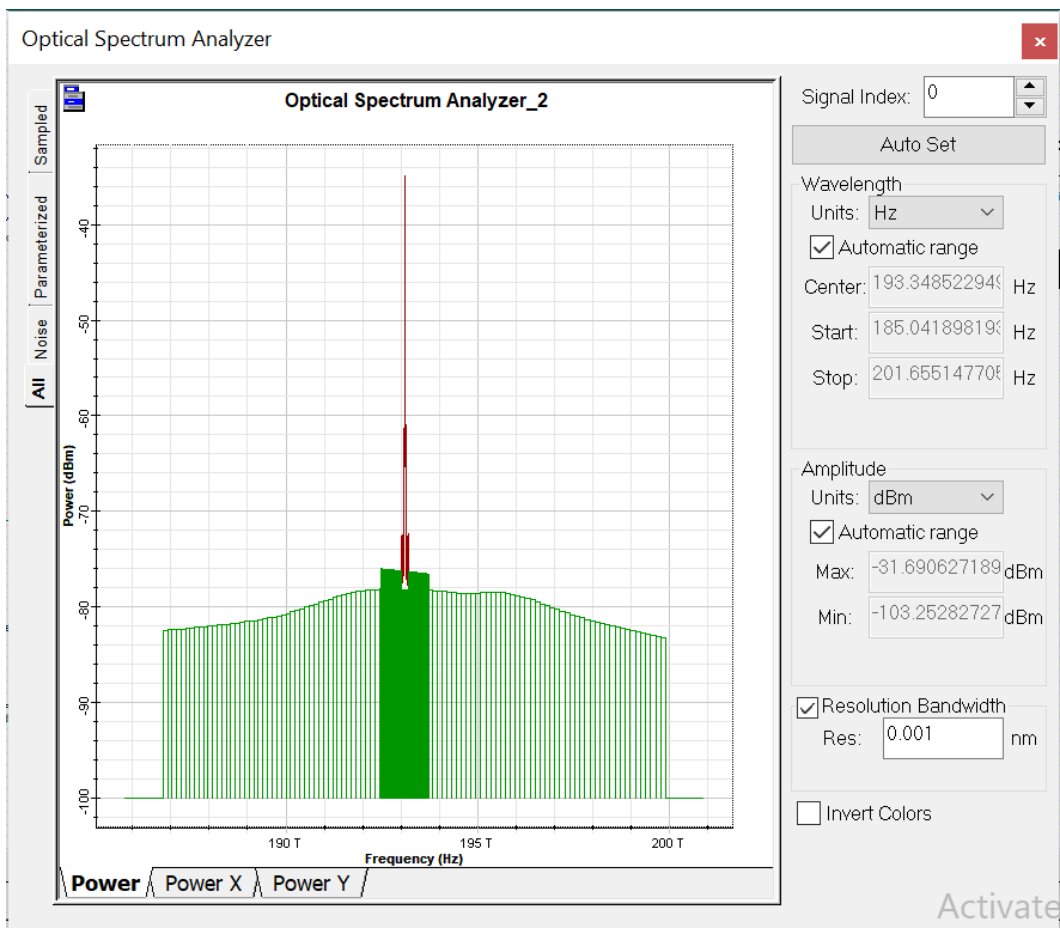 Optical Spectrum Analyzer
x
Sampled
Parameterized
Noise
All
Optical Spectrum Analyzer_2
Power (dBm)
-40
-50
-60
-70
-80
-90
-100
190 T
195 T
200 T
Frequency (Hz)
Power
Power X
Power Y
Signal Index: 0
Auto Set
Wavelength
Units: Hz
Automatic range
Center: 193.34852294 Hz
Start: 185.04189819 Hz
Stop: 201.65514770 Hz
Amplitude
Units: dBm
Automatic range
Max: -31.690627189 dBm
Min: -103.25282727 dBm
Resolution Bandwidth
Res: 0.001 nm
Invert Colors
Activate